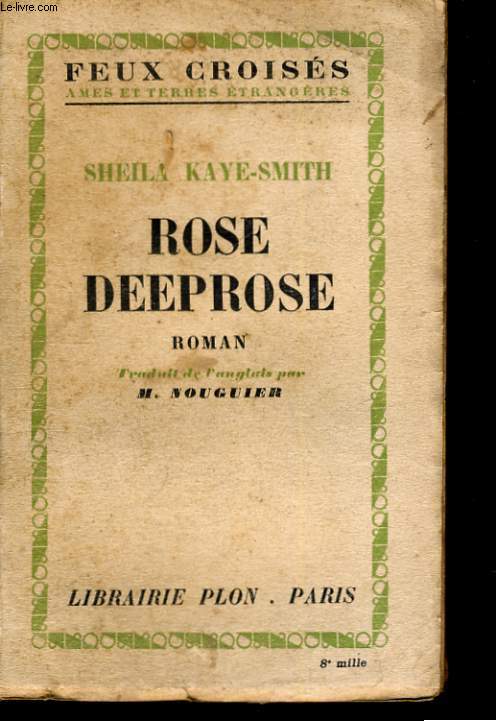 Le-livre.com
FEUX CROISÉS
AMES ET TERRES ÉTRANGÈRES
SHEILA KAYE-SMITH
ROSE
DEEPROSE
ROMAN
Traduit de l'anglais par
M. NOUGUIER
LIBRAIRIE PLON . PARIS
8e mille